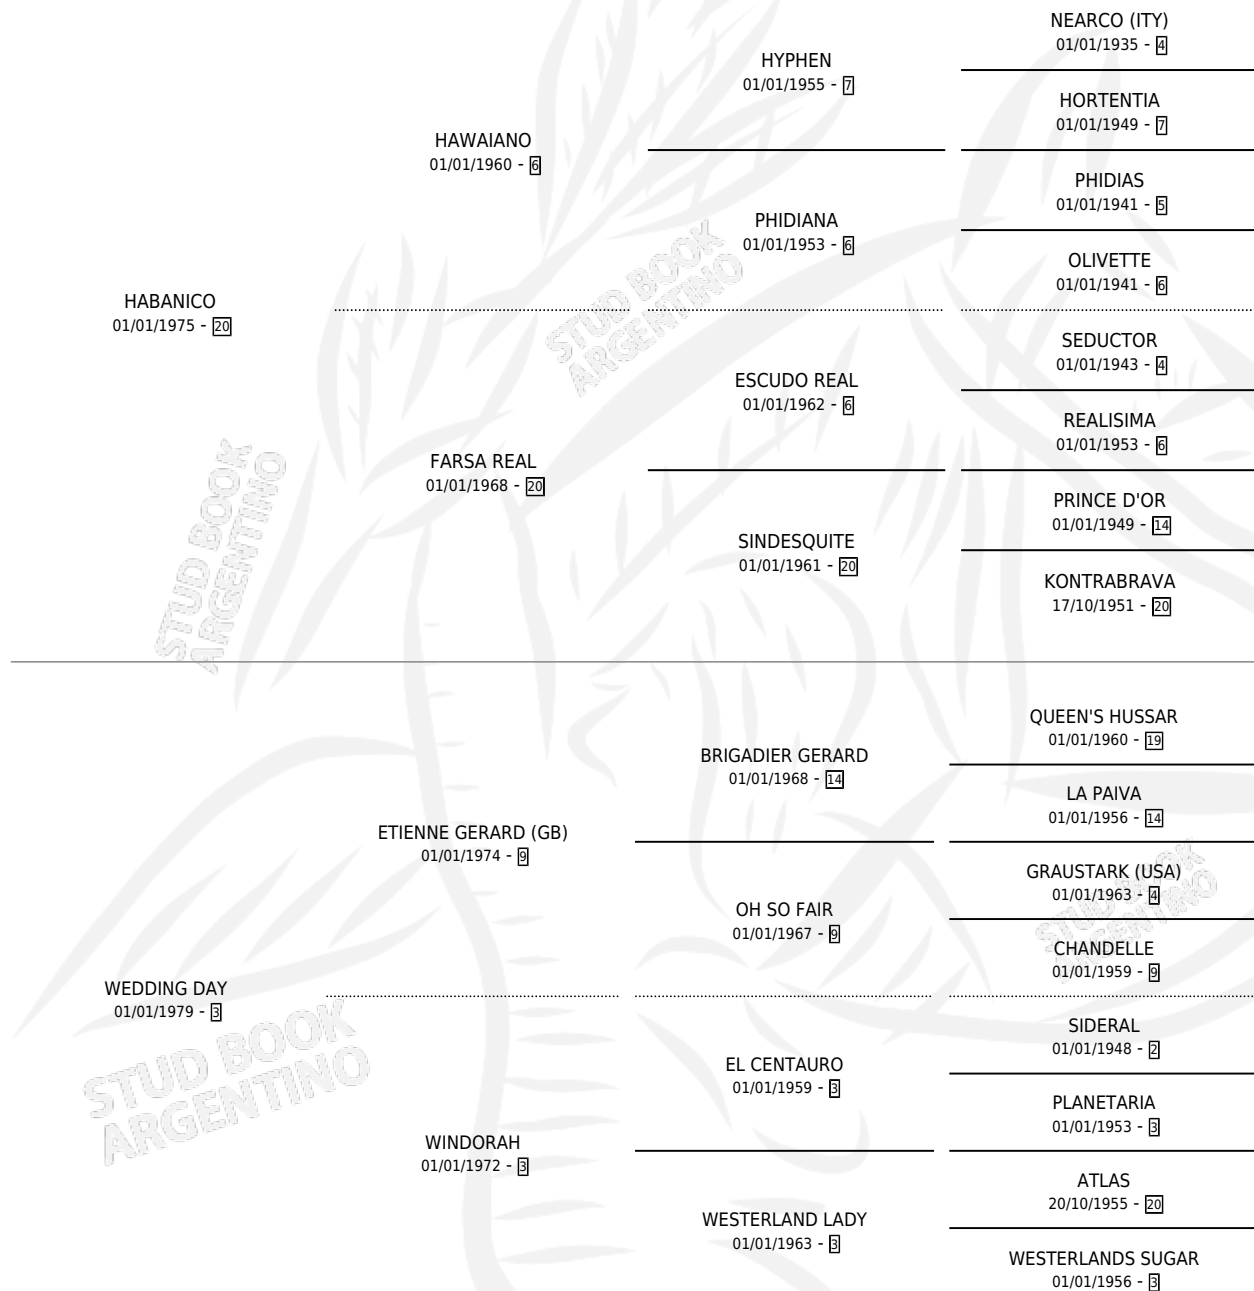 NEARCO (ITY)
01/01/1935 - 4
HYPHEN
01/01/1955 - 7
HORTENTIA
01/01/1949 - 7
HAWAIANO
01/01/1960 - 6
PHIDIAS
01/01/1941 - 5
PHIDIANA
01/01/1953 - 6
OLIVETTE
01/01/1941 - 6
HABANICO
01/01/1975 - 20
SEDUCTOR
01/01/1943 - 4
ESCUDO REAL
01/01/1962 - 6
REALISIMA
01/01/1953 - 6
FARSA REAL
01/01/1968 - 20
PRINCE D'OR
01/01/1949 - 14
SINDESQUITE
01/01/1961 - 20
KONTRABRAVA
17/10/1951 - 20
QUEEN'S HUSSAR
01/01/1960 - 19
BRIGADIER GERARD
01/01/1968 - 14
LA PAIVA
01/01/1956 - 14
ETIENNE GERARD (GB)
01/01/1974 - 9
GRAUSTARK (USA)
01/01/1963 - 4
OH SO FAIR
01/01/1967 - 9
CHANDELLE
01/01/1959 - 9
WEDDING DAY
01/01/1979 - 3
SIDERAL
01/01/1948 - 2
EL CENTAURO
01/01/1959 - 3
PLANETARIA
01/01/1953 - 3
WINDORAH
01/01/1972 - 3
ATLAS
20/10/1955 - 20
WESTERLAND LADY
01/01/1963 - 3
WESTERLANDS SUGAR
01/01/1956 - 3
STUD BOOK
ARGENTINO
STUD BOOK
ARGENTINO
STUD BOOK
ARGENTINO
STUD BOOK
ARGENTINO